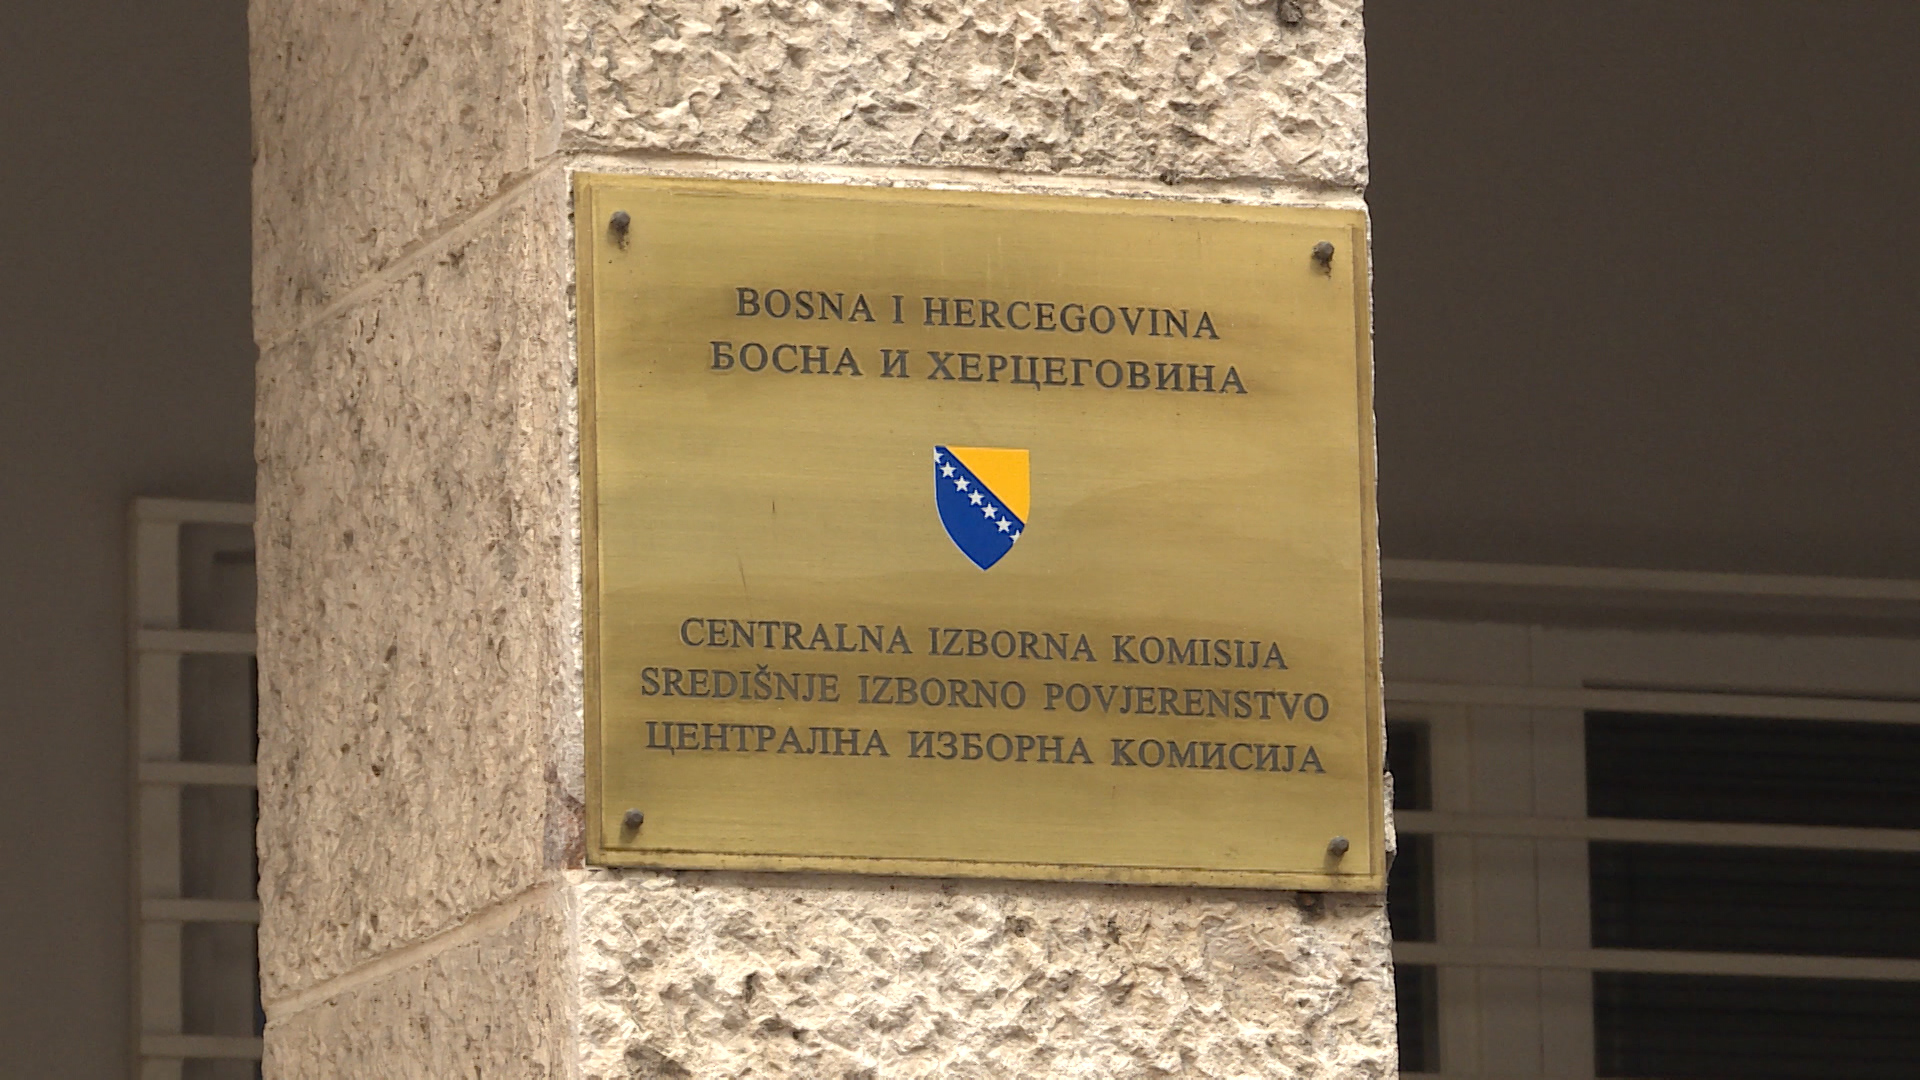 BOSNA I HERCEGOVINA
БОСНА И ХЕРЦЕГОВИНА
CENTRALNA IZBORNA KOMISIJA
SREDIŠNJE IZBORNO POVJERENSTVO
ЦЕНТРАЛНА ИЗБОРНА КОМИСИЈА